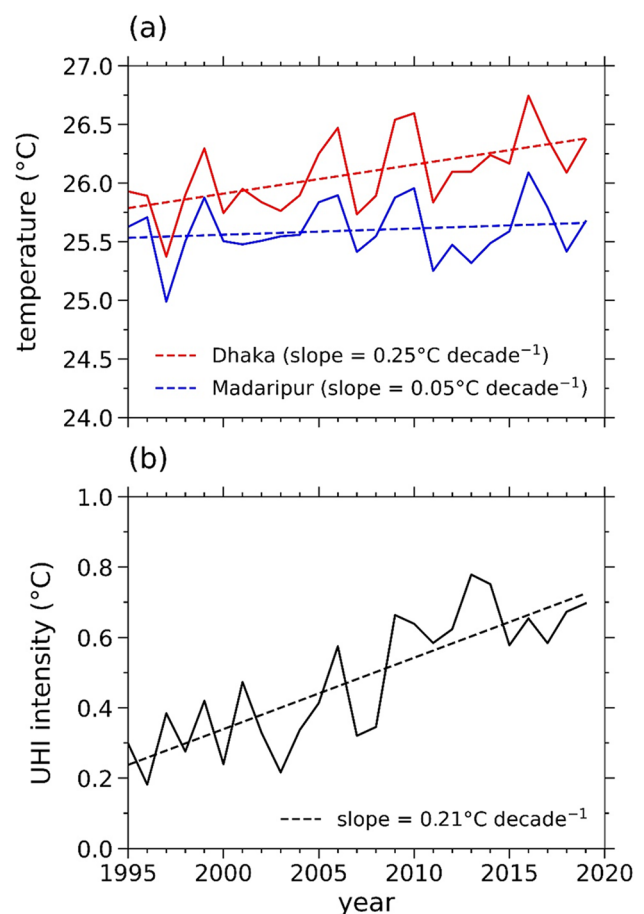 (a)
27.0
26.5
26.0
25.5
25.0
24.5
24.0
temperature (°C)
Dhaka (slope = 0.25°C decade⁻¹)
Madaripur (slope = 0.05°C decade⁻¹)
(b)
1.0
0.8
0.6
0.4
0.2
0.0
UHI intensity (°C)
slope = 0.21°C decade⁻¹
1995 2000 2005 2010 2015 2020
year